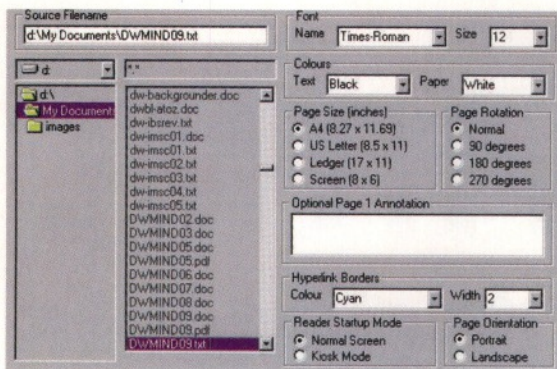 Source Filename
d:\My Documents\DWMIND09.txt
d:
*.*
d:\
My Documents
images
dw-backgrounder.doc
dwbl-atoz.doc
dw-ibsrev.txt
dw-imsc01.doc
dw-imsc01.txt
dw-imsc02.txt
dw-imsc03.txt
dw-imsc04.txt
dw-imsc05.txt
DWMIND02.doc
DWMIND03.doc
DWMIND05.doc
DWMIND05.pdf
DWMIND06.doc
DWMIND07.doc
DWMIND08.doc
DWMIND09.doc
DWMIND09.pdf
DWMIND09.txt
Font
Name Times-Roman Size 12
Colours
Text Black Paper White
Page Size (inches)
A4 (8.27 x 11.69)
US Letter (8.5 x 11)
Ledger (17 x 11)
Screen (8 x 6)
Page Rotation
Normal
90 degrees
180 degrees
270 degrees
Optional Page 1 Annotation
Hyperlink Borders
Colour Cyan Width 2
Reader Startup Mode
Normal Screen
Kiosk Mode
Page Orientation
Portrait
Landscape